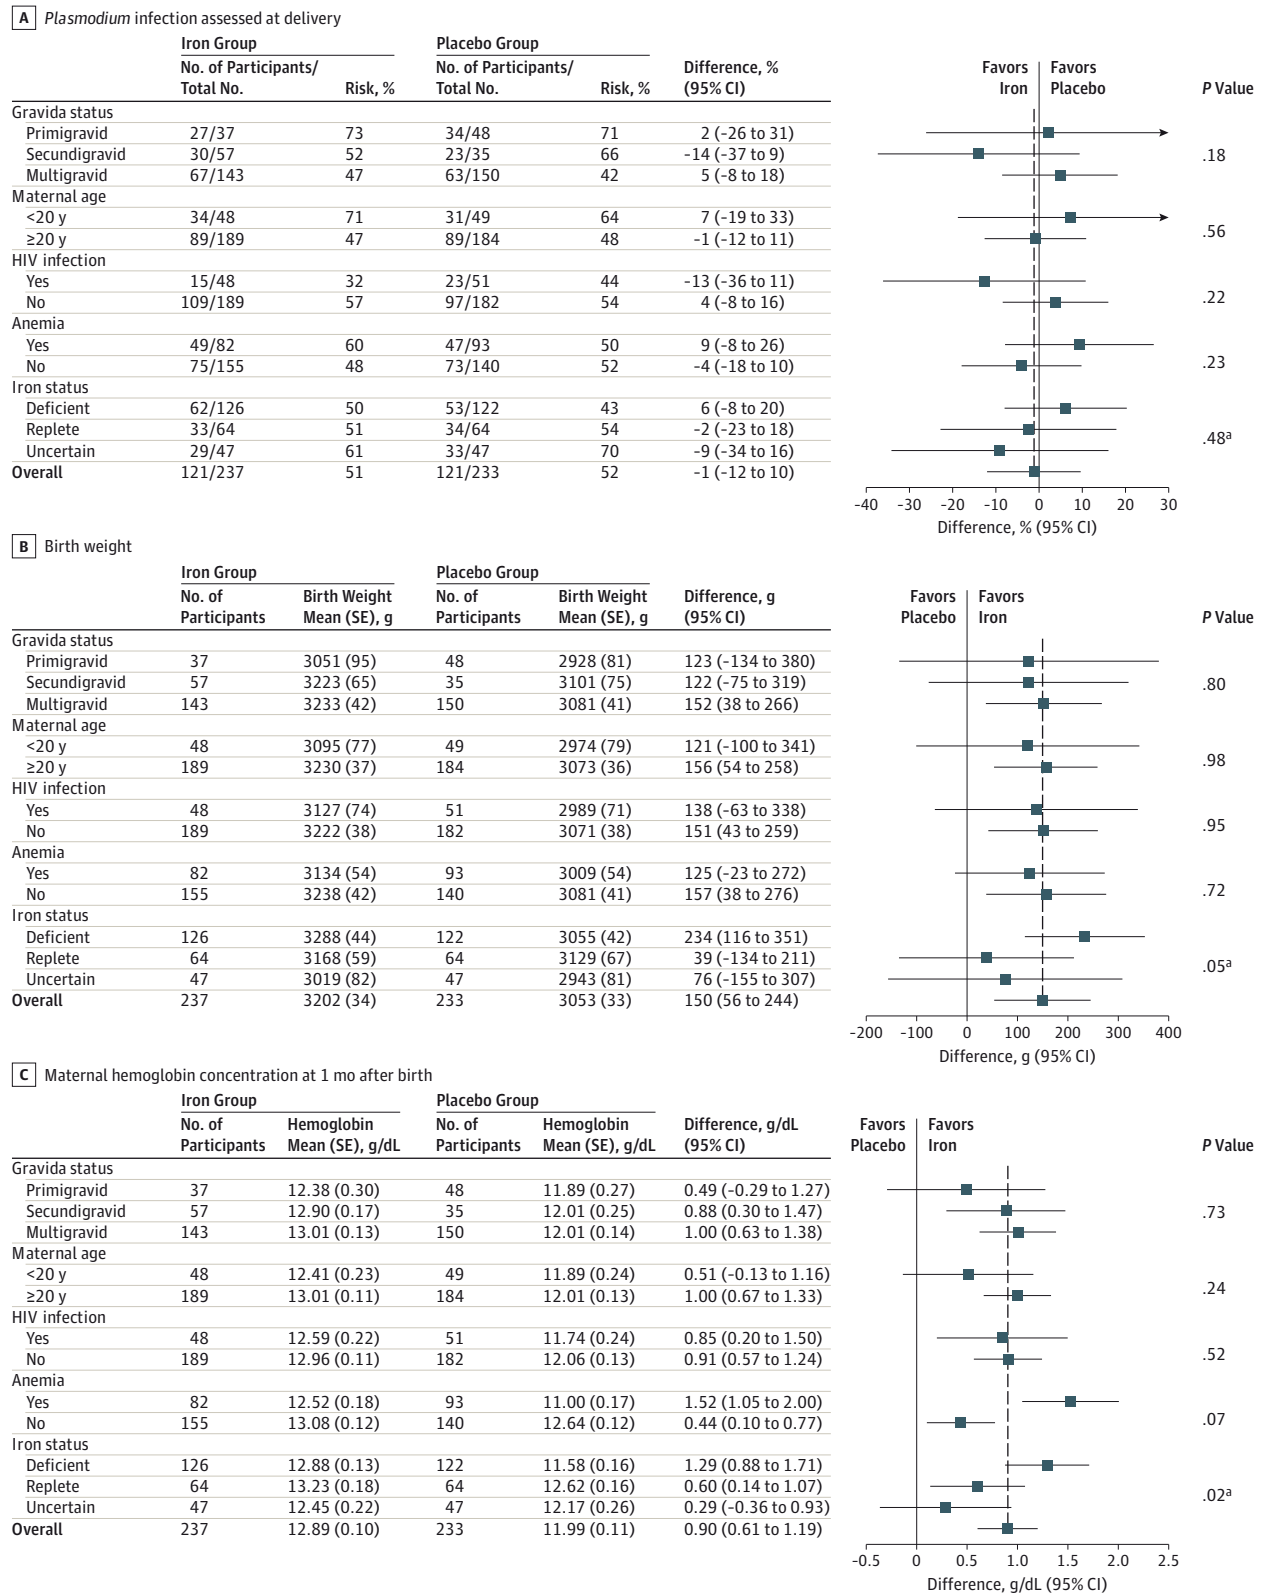 A Plasmodium infection assessed at delivery
Iron Group Placebo Group
No. of Participants/ No. of Participants/ Difference, % Favors Favors
Total No. Risk, % Total No. Risk, % (95% CI) Iron Placebo P Value
Gravida status
Primigravid 27/37 73 34/48 71 2 (-26 to 31)
Secundigravid 30/57 52 23/35 66 -14 (-37 to 9) .18
Multigravid 67/143 47 63/150 42 5 (-8 to 18)
Maternal age
<20 y 34/48 71 31/49 64 7 (-19 to 33)
≥20 y 89/189 47 89/184 48 -1 (-12 to 11) .56
HIV infection
Yes 15/48 32 23/51 44 -13 (-36 to 11)
No 109/189 57 97/182 54 4 (-8 to 16) .22
Anemia
Yes 49/82 60 47/93 50 9 (-8 to 26)
No 75/155 48 73/140 52 -4 (-18 to 10) .23
Iron status
Deficient 62/126 50 53/122 43 6 (-8 to 20)
Replete 33/64 51 34/64 54 -2 (-23 to 18) .48a
Uncertain 29/47 61 33/47 70 -9 (-34 to 16)
Overall 121/237 51 121/233 52 -1 (-12 to 10)
-40 -30 -20 -10 0 10 20 30
Difference, % (95% CI)
B Birth weight
Iron Group Placebo Group
No. of Birth Weight No. of Birth Weight Difference, g Favors Favors
Participants Mean (SE), g Participants Mean (SE), g (95% CI) Placebo Iron P Value
Gravida status
Primigravid 37 3051 (95) 48 2928 (81) 123 (-134 to 380)
Secundigravid 57 3223 (65) 35 3101 (75) 122 (-75 to 319) .80
Multigravid 143 3233 (42) 150 3081 (41) 152 (38 to 266)
Maternal age
<20 y 48 3095 (77) 49 2974 (79) 121 (-100 to 341)
≥20 y 189 3230 (37) 184 3073 (36) 156 (54 to 258) .98
HIV infection
Yes 48 3127 (74) 51 2989 (71) 138 (-63 to 338)
No 189 3222 (38) 182 3071 (38) 151 (43 to 259) .95
Anemia
Yes 82 3134 (54) 93 3009 (54) 125 (-23 to 272)
No 155 3238 (42) 140 3081 (41) 157 (38 to 276) .72
Iron status
Deficient 126 3288 (44) 122 3055 (42) 234 (116 to 351)
Replete 64 3168 (59) 64 3129 (67) 39 (-134 to 211) .05a
Uncertain 47 3019 (82) 47 2943 (81) 76 (-155 to 307)
Overall 237 3202 (34) 233 3053 (33) 150 (56 to 244)
-200 -100 0 100 200 300 400
Difference, g (95% CI)
C Maternal hemoglobin concentration at 1 mo after birth
Iron Group Placebo Group
No. of Hemoglobin No. of Hemoglobin Difference, g/dL Favors Favors
Participants Mean (SE), g/dL Participants Mean (SE), g/dL (95% CI) Placebo Iron P Value
Gravida status
Primigravid 37 12.38 (0.30) 48 11.89 (0.27) 0.49 (-0.29 to 1.27)
Secundigravid 57 12.90 (0.17) 35 12.01 (0.25) 0.88 (0.30 to 1.47) .73
Multigravid 143 13.01 (0.13) 150 12.01 (0.14) 1.00 (0.63 to 1.38)
Maternal age
<20 y 48 12.41 (0.23) 49 11.89 (0.24) 0.51 (-0.13 to 1.16)
≥20 y 189 13.01 (0.11) 184 12.01 (0.13) 1.00 (0.67 to 1.33) .24
HIV infection
Yes 48 12.59 (0.22) 51 11.74 (0.24) 0.85 (0.20 to 1.50)
No 189 12.96 (0.11) 182 12.06 (0.13) 0.91 (0.57 to 1.24) .52
Anemia
Yes 82 12.52 (0.18) 93 11.00 (0.17) 1.52 (1.05 to 2.00)
No 155 13.08 (0.12) 140 12.64 (0.12) 0.44 (0.10 to 0.77) .07
Iron status
Deficient 126 12.88 (0.13) 122 11.58 (0.16) 1.29 (0.88 to 1.71)
Replete 64 13.23 (0.18) 64 12.62 (0.16) 0.60 (0.14 to 1.07) .02a
Uncertain 47 12.45 (0.22) 47 12.17 (0.26) 0.29 (-0.36 to 0.93)
Overall 237 12.89 (0.10) 233 11.99 (0.11) 0.90 (0.61 to 1.19)
-0.5 0 0.5 1.0 1.5 2.0 2.5
Difference, g/dL (95% CI)